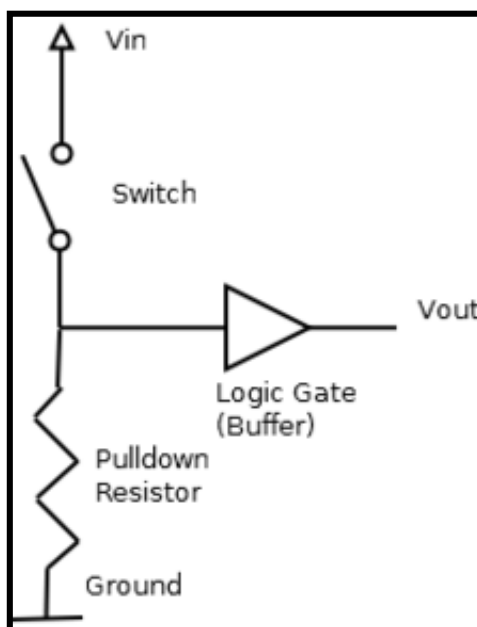 Vin
Switch
Vout
Logic Gate
(Buffer)
Pulldown
Resistor
Ground